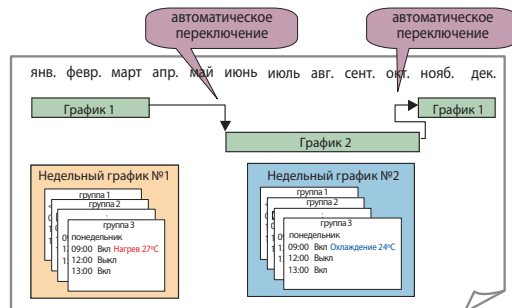 автоматическое
переключение
автоматическое
переключение
янв. февр. март апр. май июнь июль авг. сент. окт. нояб. дек.
График 1
График 1
График 2
Недельный график №1
группа 1
группа 2
группа 3
понедельник
09:00 Вкл Нагрев 27ºC
12:00 Выкл
13:00 Вкл
Недельный график №2
группа 1
группа 2
группа 3
понедельник
09:00 Вкл Охлаждение 24ºC
12:00 Выкл
13:00 Вкл